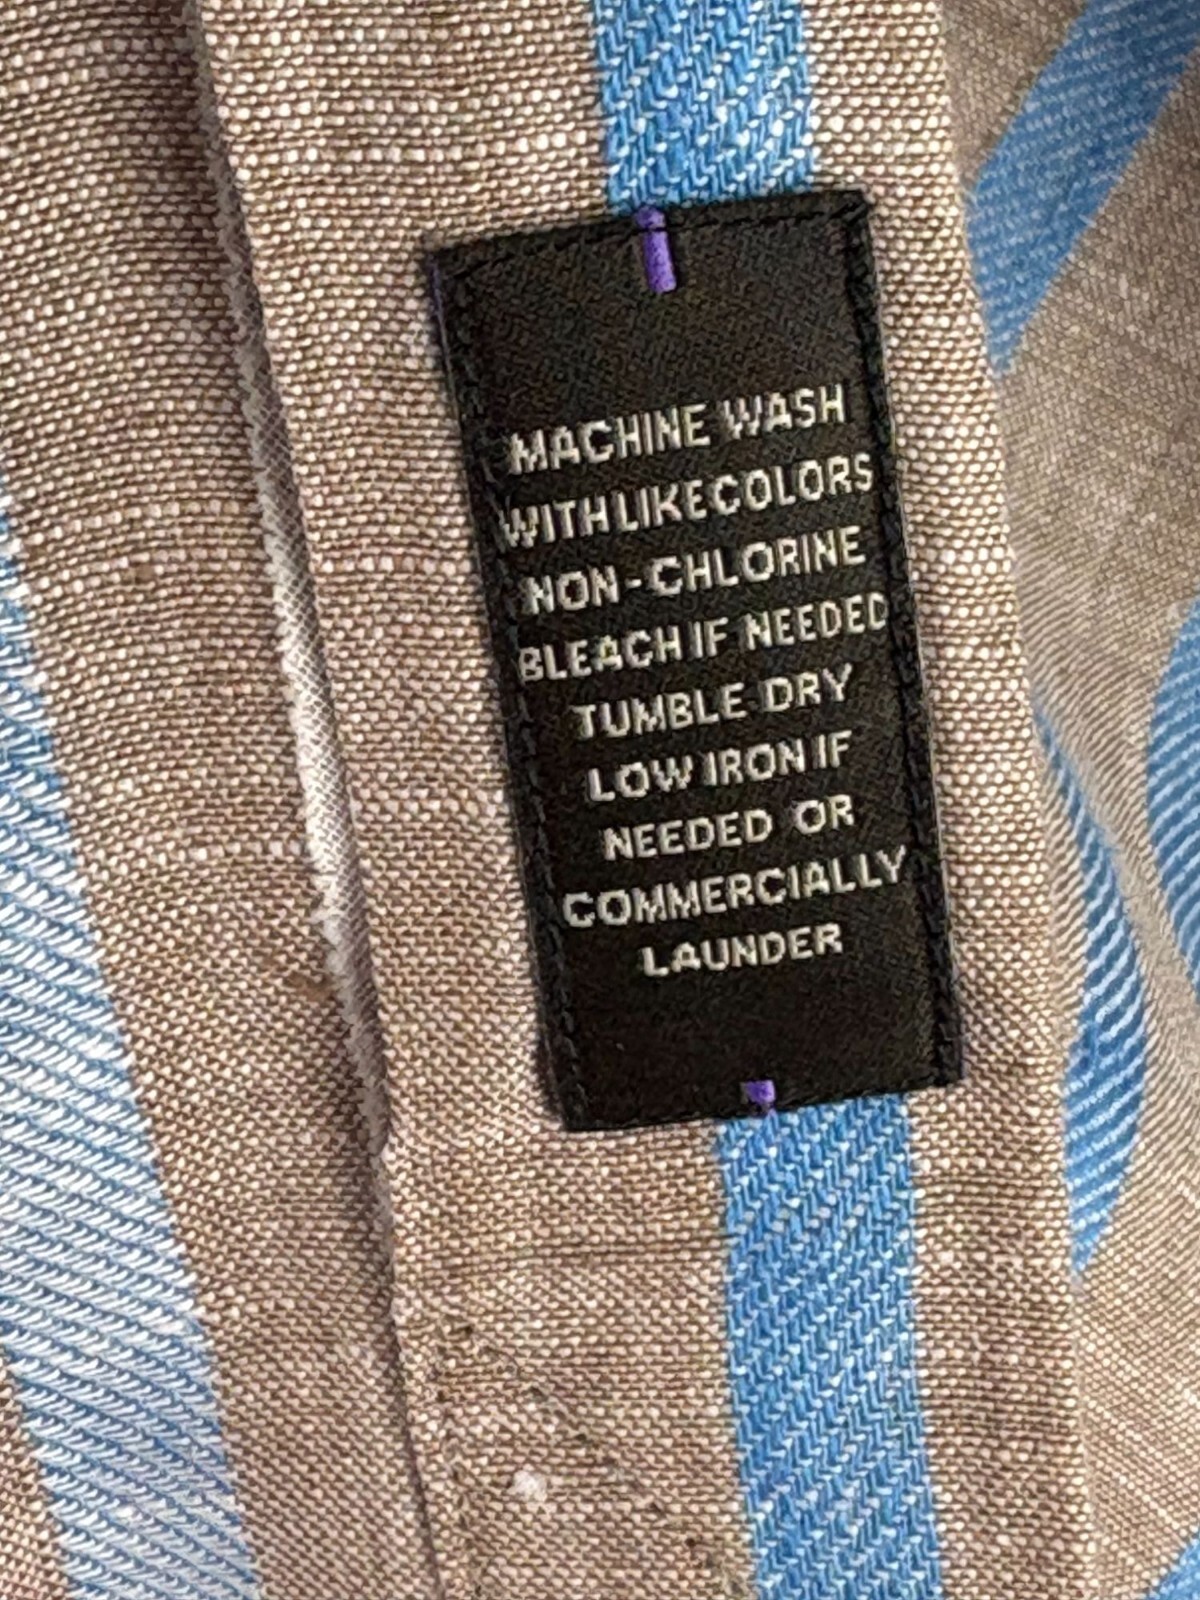 MACHINE WASH
WITH LIKE COLORS
NON-CHLORINE
BLEACH IF NEEDED
TUMBLE DRY
LOW IRON IF
NEEDED OR
COMMERCIALLY
LAUNDER